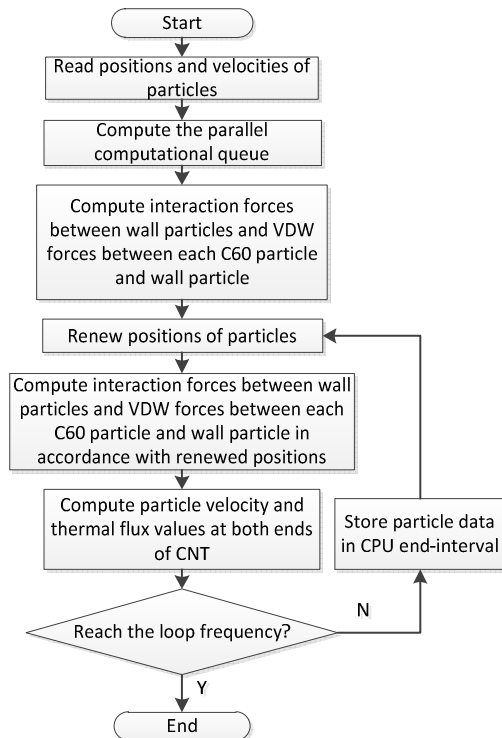 Start
Read positions and velocities of
particles
Compute the parallel
computational queue
Compute interaction forces
between wall particles and VDW
forces between each C60 particle
and wall particle
Renew positions of particles
Compute interaction forces between wall
particles and VDW forces between each
C60 particle and wall particle in
accordance with renewed positions
Compute particle velocity and
thermal flux values at both ends
of CNT
Store particle data
in CPU end-interval
Reach the loop frequency?
N
Y
End